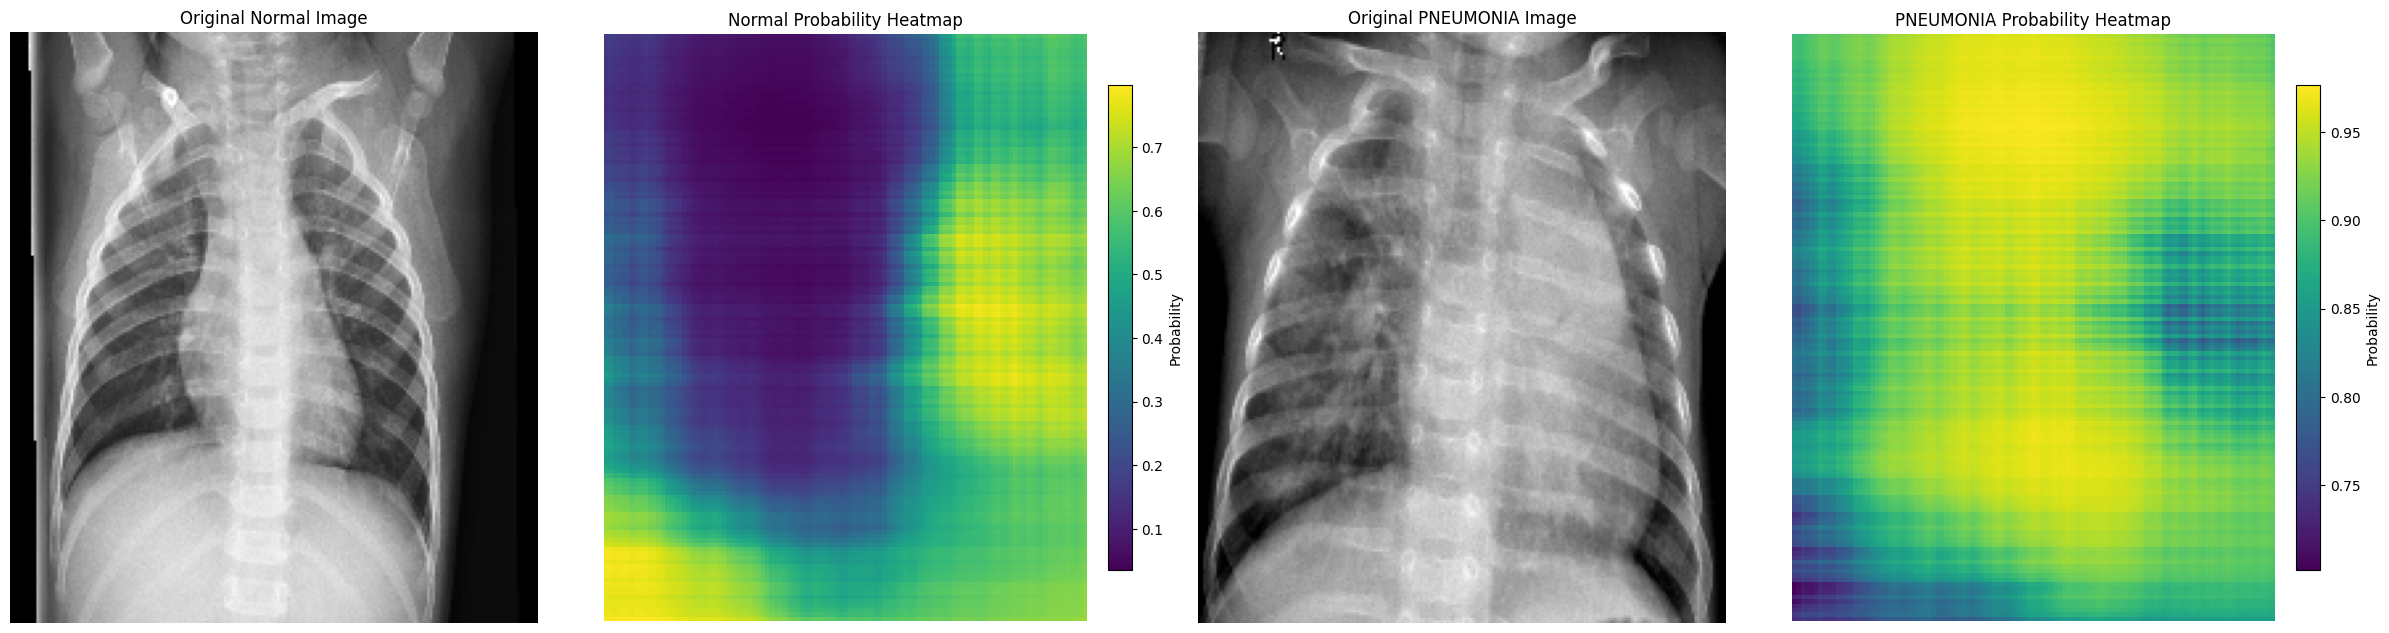 Original Normal Image
Normal Probability Heatmap
0.7
0.6
0.5
0.4
0.3
0.2
0.1
Probability
Original PNEUMONIA Image
R
PNEUMONIA Probability Heatmap
0.95
0.90
0.85
0.80
0.75
Probability